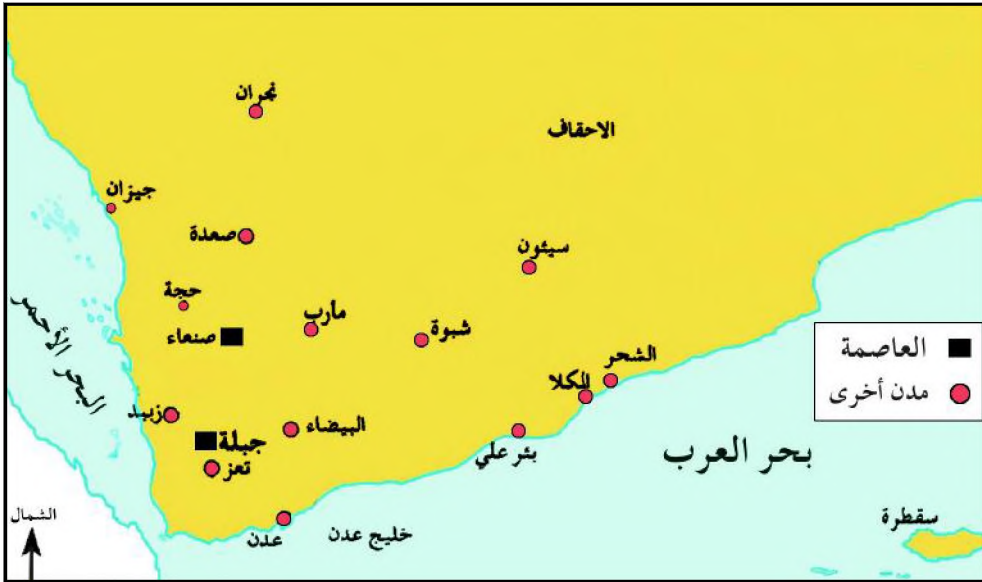 نجران
الاحقاف
جيزان
صعدة
سيئون
حجة
مأرب
صنعاء
شبوة
البحر الأحمر
العاصمة
مدن أخرى
الشحر
المكلا
زبيد
البيضاء
جبلة
تعز
بئر علي
بحر العرب
سقطرة
الشمال
عدن
خليج عدن